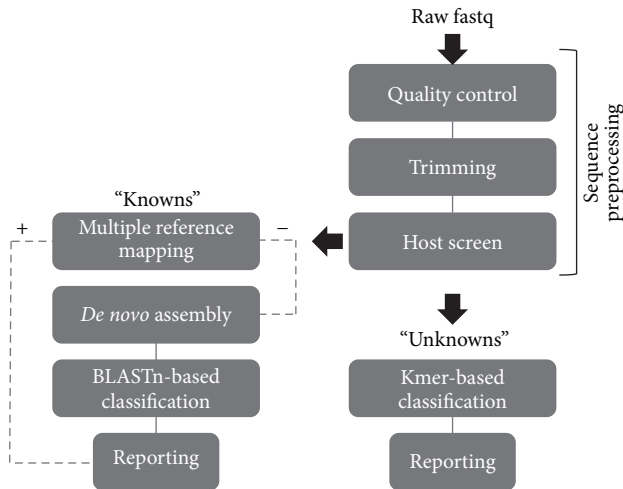 Raw fastq
Quality control
Trimming
Host screen
Sequence
preprocessing
“Knowns”
+
−
Multiple reference
mapping
De novo assembly
BLASTn-based
classification
Reporting
“Unknowns”
Kmer-based
classification
Reporting